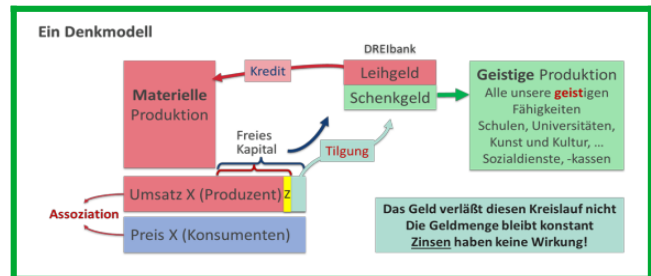 Ein Denkmodell
DREIbank
Kredit
Leihgeld
Schenkgeld
Materielle
Produktion
Geistige Produktion
Alle unsere geistigen
Fähigkeiten
Schulen, Universitäten,
Kunst und Kultur, ...
Sozialdienste, -kassen
Freies
Kapital
Tilgung
Umsatz X (Produzent)
Z
Assoziation
Preis X (Konsumenten)
Das Geld verläßt diesen Kreislauf nicht
Die Geldmenge bleibt konstant
Zinsen haben keine Wirkung!